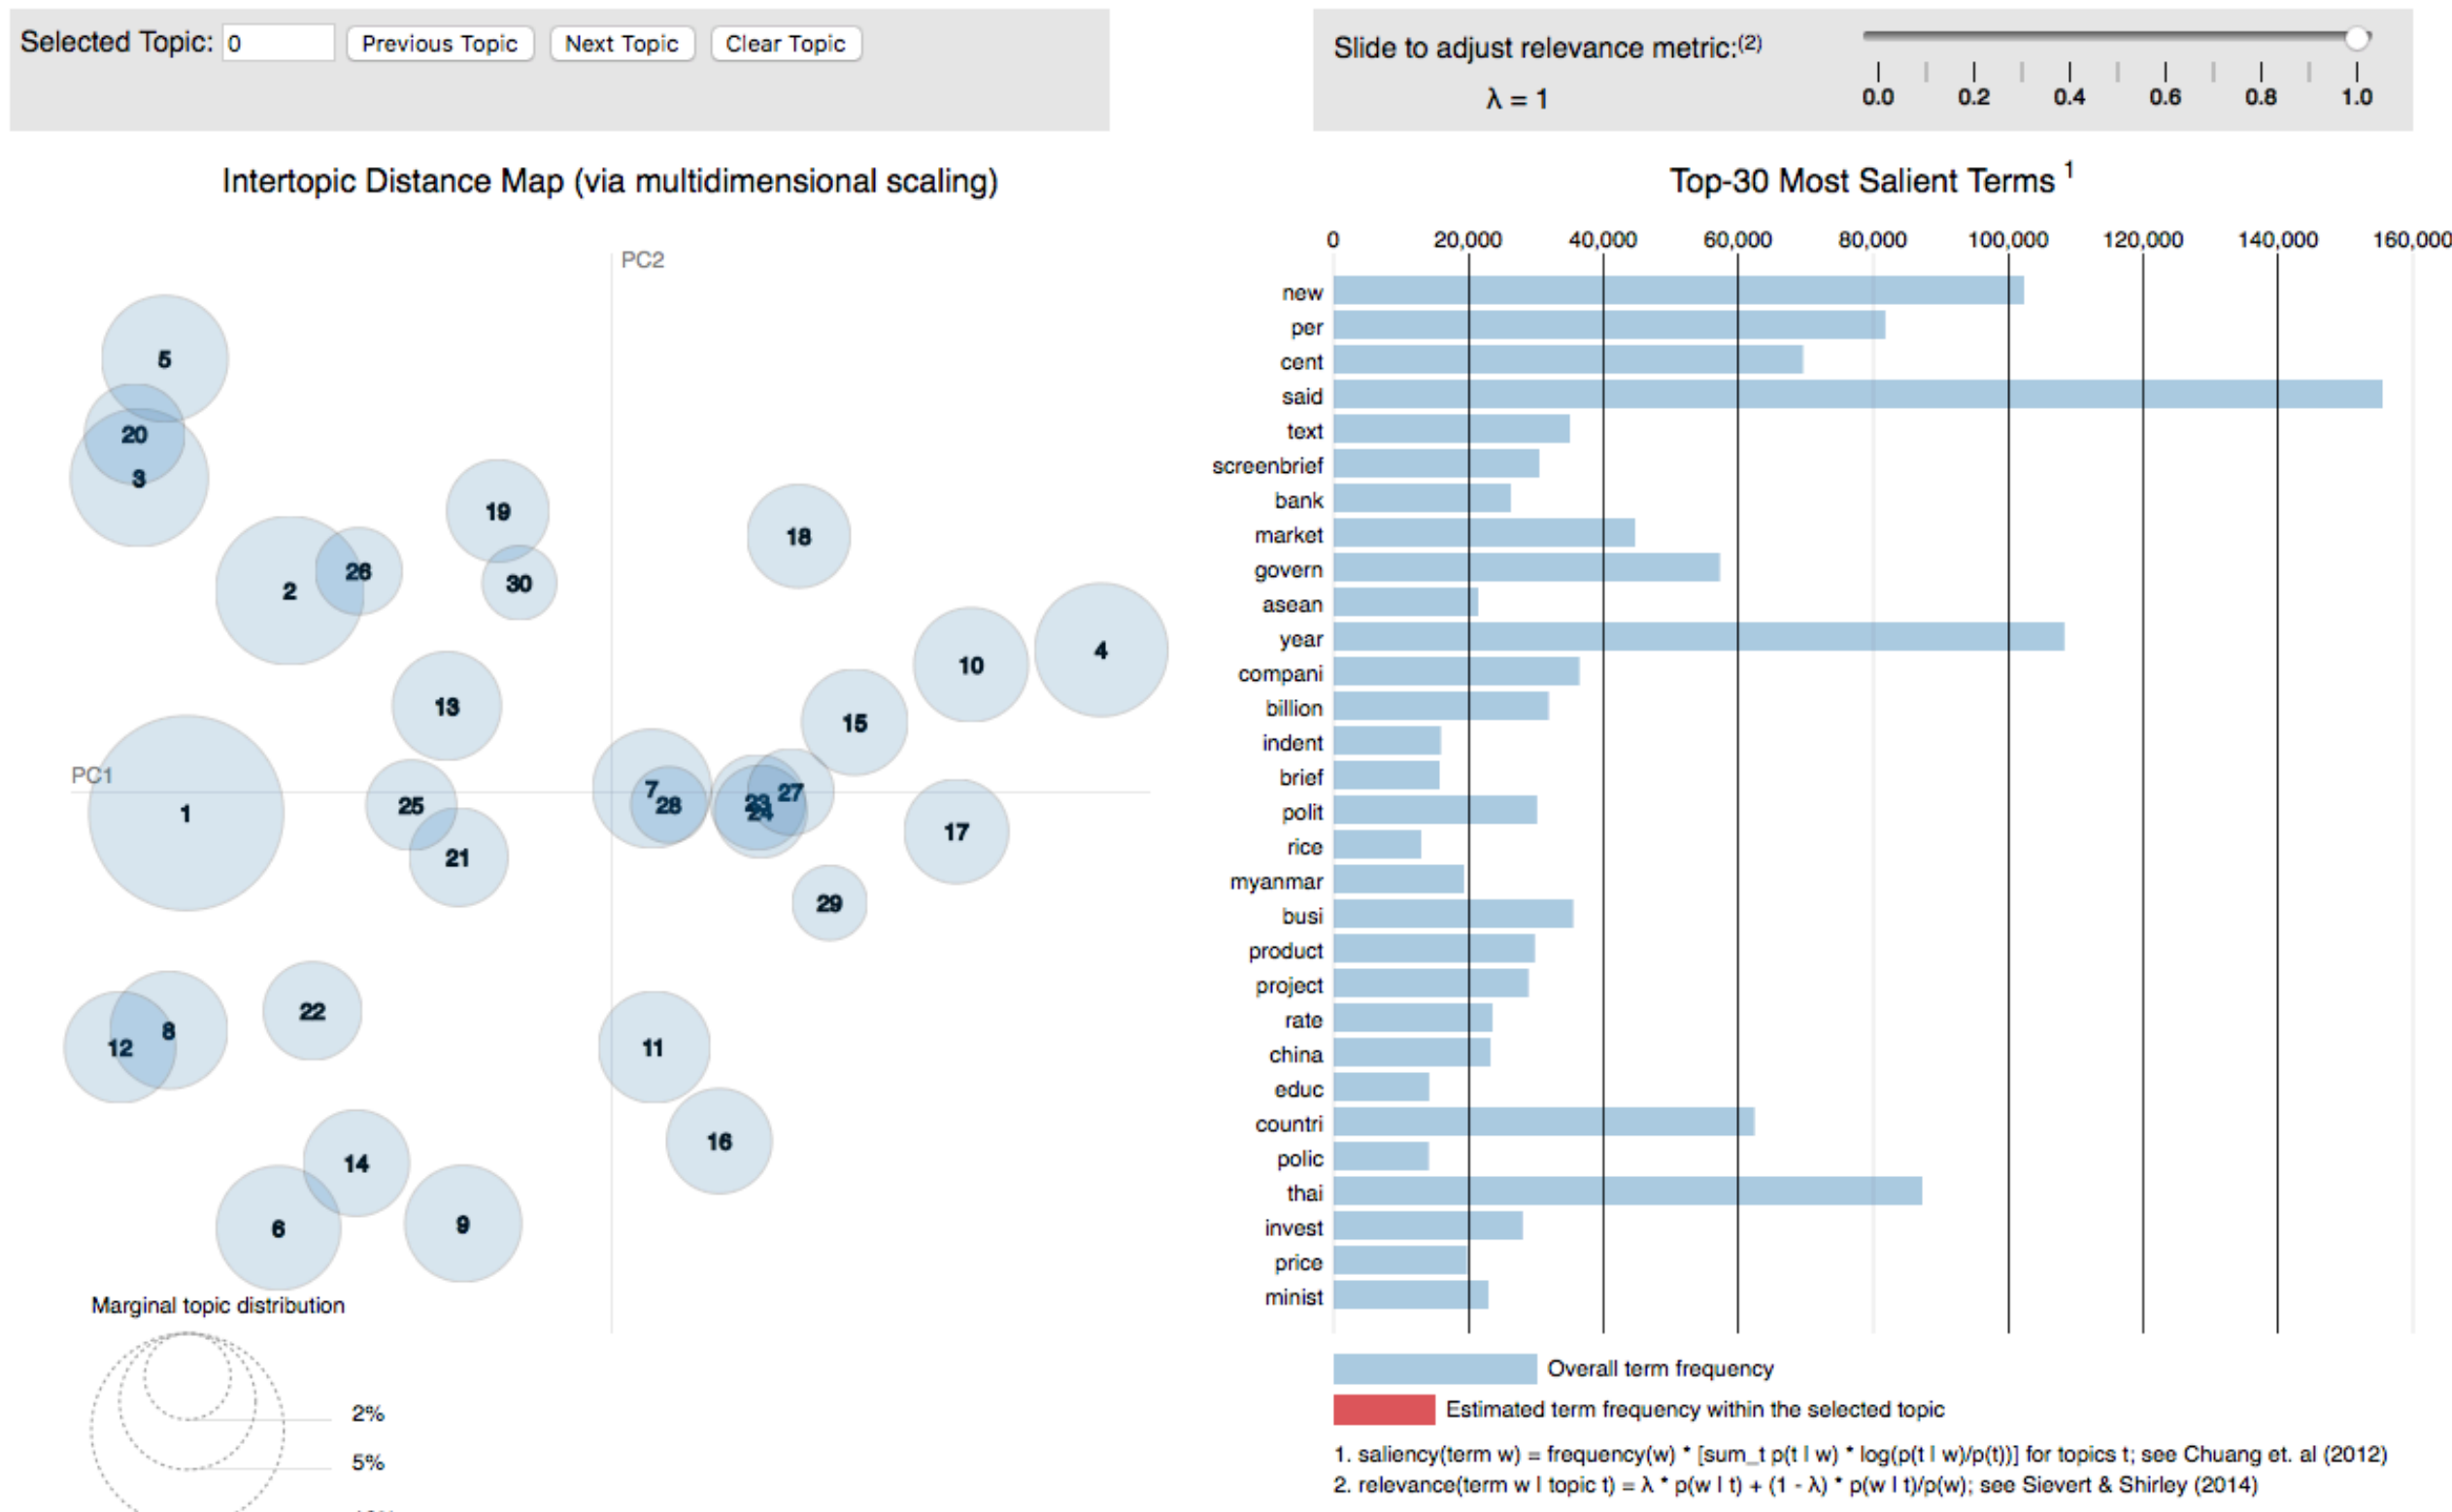 Selected Topic: 0 Previous Topic Next Topic Clear Topic
Slide to adjust relevance metric:(2)
λ = 1
0.0 0.2 0.4 0.6 0.8 1.0
Intertopic Distance Map (via multidimensional scaling)
PC2
PC1
5
20
3
19
18
26
2
30
4
10
13
15
7
27
1
25
28
23
24
17
21
29
22
8
12
11
16
14
6
9
Marginal topic distribution
2%
5%
Top-30 Most Salient Terms 1
0 20,000 40,000 60,000 80,000 100,000 120,000 140,000 160,000
new
per
cent
said
text
screenbrief
bank
market
govern
asean
year
compani
billion
indent
brief
polit
rice
myanmar
busi
product
project
rate
china
educ
countri
polic
thai
invest
price
minist
Overall term frequency
Estimated term frequency within the selected topic
1. saliency(term w) = frequency(w) * [sum_t p(t | w) * log(p(t | w)/p(t))] for topics t; see Chuang et. al (2012)
2. relevance(term w | topic t) = λ * p(w | t) + (1 - λ) * p(w | t)/p(w); see Sievert & Shirley (2014)